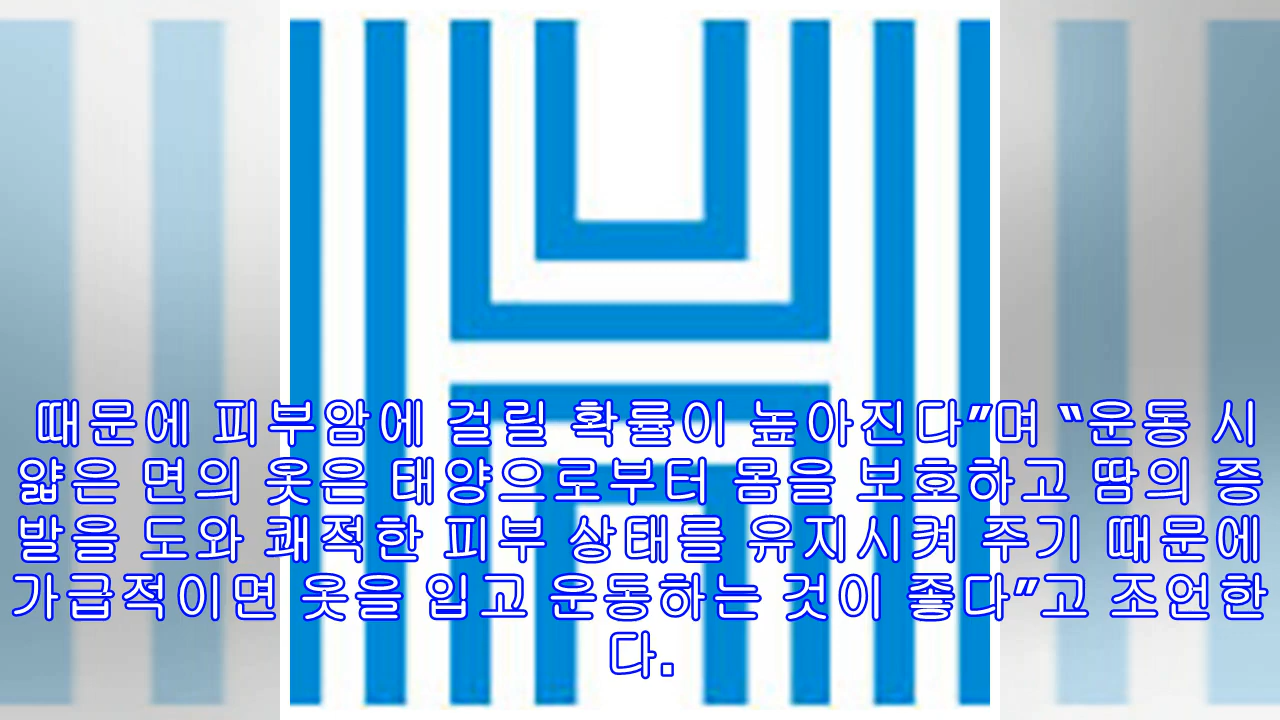 때문에 피부암에 걸릴 확률이 높아진다”며 “운동 시
얇은 면의 옷은 태양으로부터 몸을 보호하고 땀의 증
발을 도와 쾌적한 피부 상태를 유지시켜 주기 때문에
가급적이면 옷을 입고 운동하는 것이 좋다”고 조언한
다.